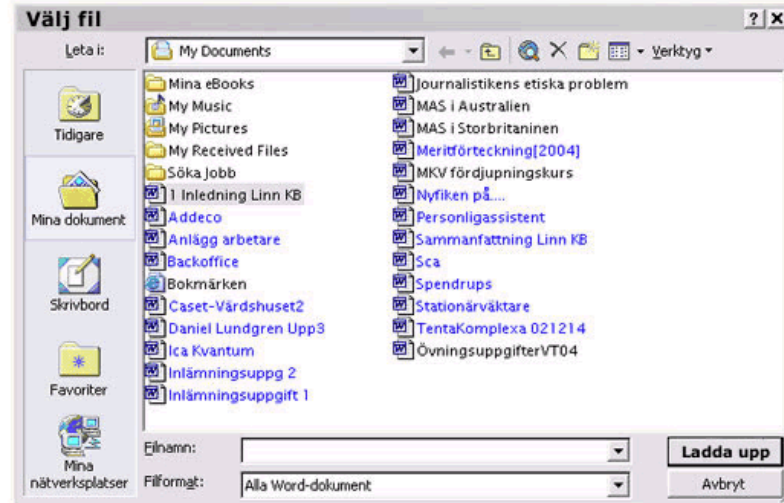 Välj fil
Leta i:
My Documents
Verktyg
Tidigare
Mina dokument
Skrivbord
Favoriter
Mina
nätverksplatser
Mina eBooks
My Music
My Pictures
My Received Files
Söka Jobb
1 Inledning Linn KB
Addeco
Anlägg arbetare
Backoffice
Bokmärken
Caset-Värdshuset2
Daniel Lundgren Upp3
Ica Kvantum
Inlämningsuppg 2
Inlämningsuppgift 1
Journalistikens etiska problem
MAS i Australien
MAS i Storbritaninen
Meritförteckning[2004]
MKV fördjupningskurs
Nyfiken på....
Personligassistent
Sammanfattning Linn KB
Sca
Spendrups
Stationärväktare
TentaKomplexa 021214
ÖvningsuppgifterVT04
Filnamn:
Ladda upp
Filformat:
Alla Word-dokument
Avbryt